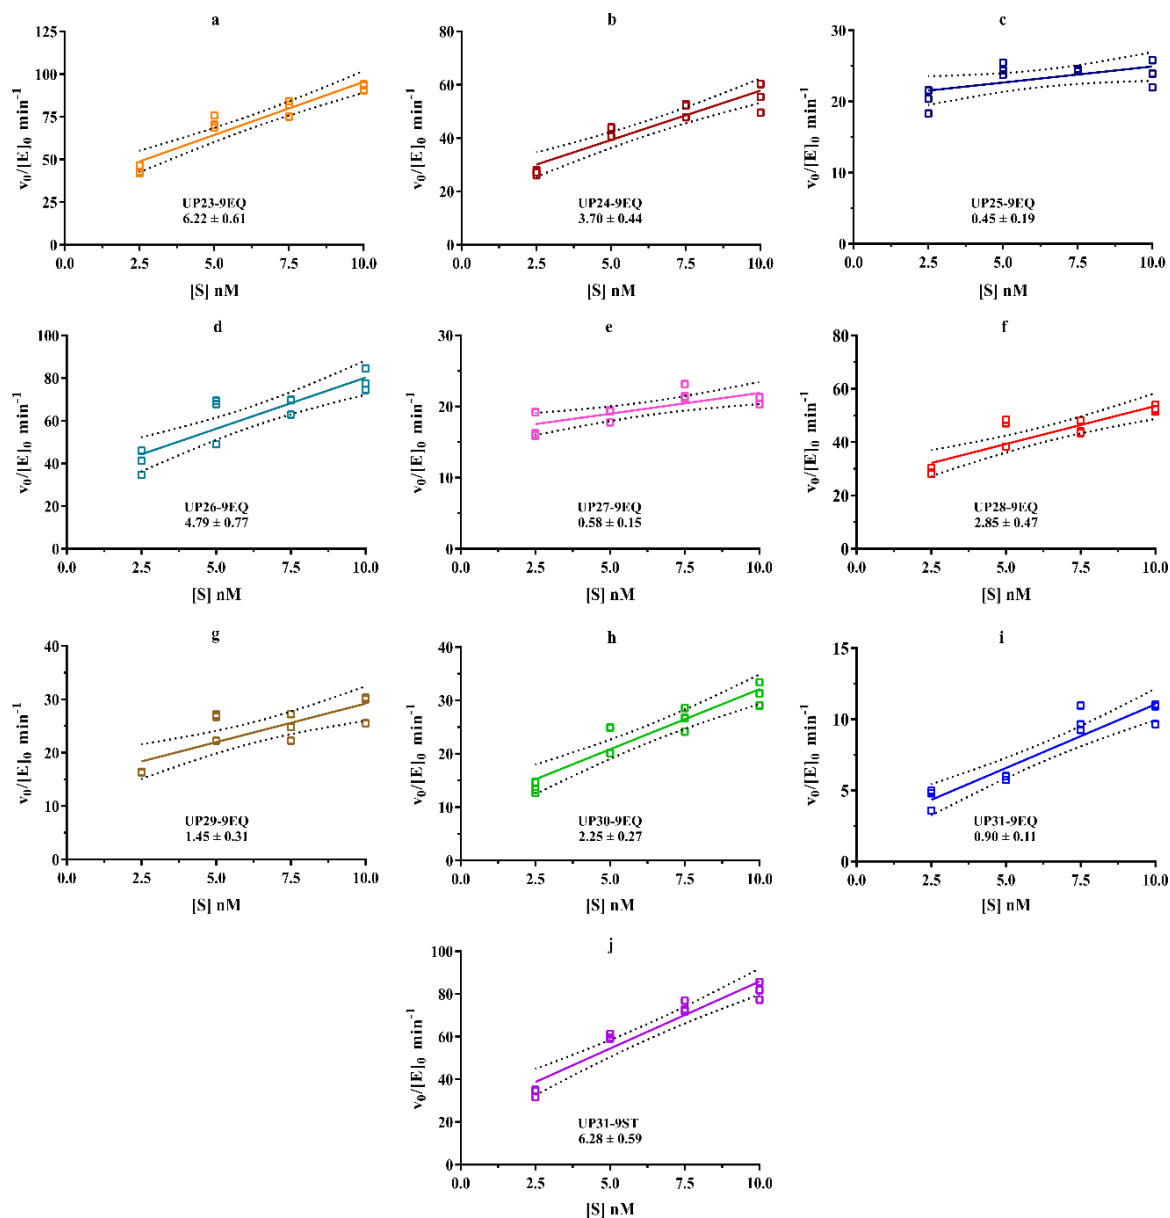 a
125
100
75
50
25
0
v₀/[E]₀ min⁻¹
UP23-9EQ
6.22 ± 0.61
0.0 2.5 5.0 7.5 10.0
[S] nM
b
80
60
40
20
0
v₀/[E]₀ min⁻¹
UP24-9EQ
3.70 ± 0.44
0.0 2.5 5.0 7.5 10.0
[S] nM
c
30
20
10
0
v₀/[E]₀ min⁻¹
UP25-9EQ
0.45 ± 0.19
0.0 2.5 5.0 7.5 10.0
[S] nM
d
100
80
60
40
20
0
v₀/[E]₀ min⁻¹
UP26-9EQ
4.79 ± 0.77
0.0 2.5 5.0 7.5 10.0
[S] nM
e
30
20
10
0
v₀/[E]₀ min⁻¹
UP27-9EQ
0.58 ± 0.15
0.0 2.5 5.0 7.5 10.0
[S] nM
f
80
60
40
20
0
v₀/[E]₀ min⁻¹
UP28-9EQ
2.85 ± 0.47
0.0 2.5 5.0 7.5 10.0
[S] nM
g
40
30
20
10
0
v₀/[E]₀ min⁻¹
UP29-9EQ
1.45 ± 0.31
0.0 2.5 5.0 7.5 10.0
[S] nM
h
40
30
20
10
0
v₀/[E]₀ min⁻¹
UP30-9EQ
2.25 ± 0.27
0.0 2.5 5.0 7.5 10.0
[S] nM
i
15
10
5
0
v₀/[E]₀ min⁻¹
UP31-9EQ
0.90 ± 0.11
0.0 2.5 5.0 7.5 10.0
[S] nM
j
100
80
60
40
20
0
v₀/[E]₀ min⁻¹
UP31-9ST
6.28 ± 0.59
0.0 2.5 5.0 7.5 10.0
[S] nM